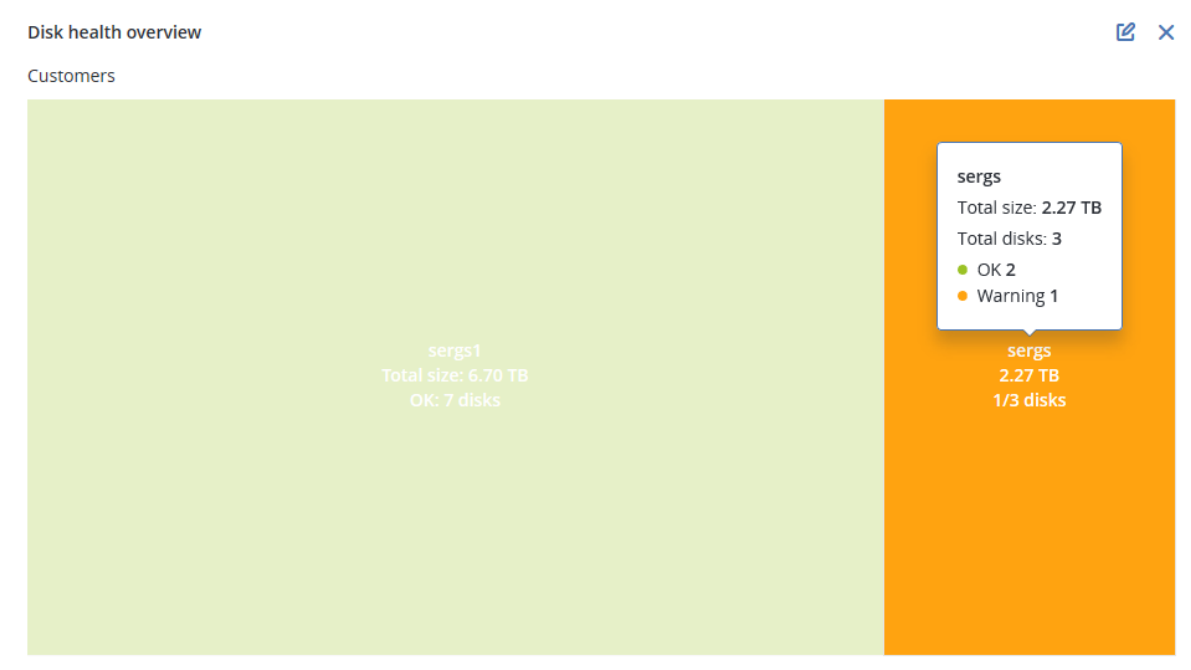 Disk health overview
Customers
sergs
Total size: 2.27 TB
Total disks: 3
OK 2
Warning 1
sergs1
Total size: 6.70 TB
OK: 7 disks
sergs
2.27 TB
1/3 disks